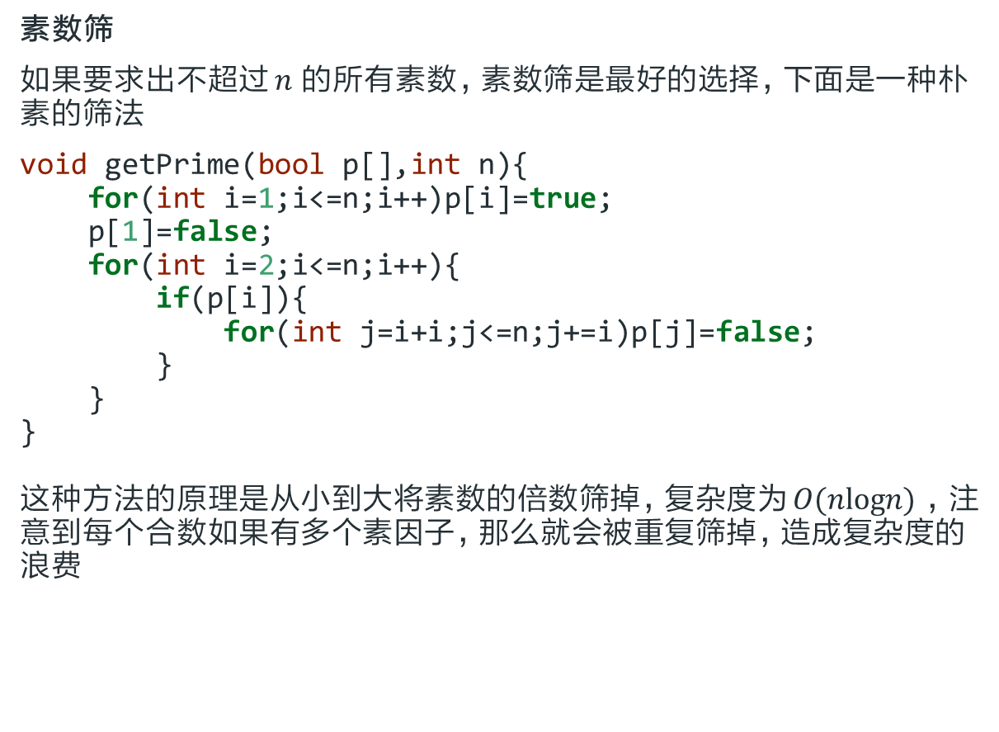 素数筛
如果要求出不超过 n 的所有素数，素数筛是最好的选择，下面是一种朴
素的筛法
void getPrime(bool p[],int n){
    for(int i=1;i<=n;i++)p[i]=true;
    p[1]=false;
    for(int i=2;i<=n;i++){
        if(p[i]){
            for(int j=i+i;j<=n;j+=i)p[j]=false;
        }
    }
}
这种方法的原理是从小到大将素数的倍数筛掉，复杂度为 O(nlogn) ，注
意到每个合数如果有多个素因子，那么就会被重复筛掉，造成复杂度的
浪费